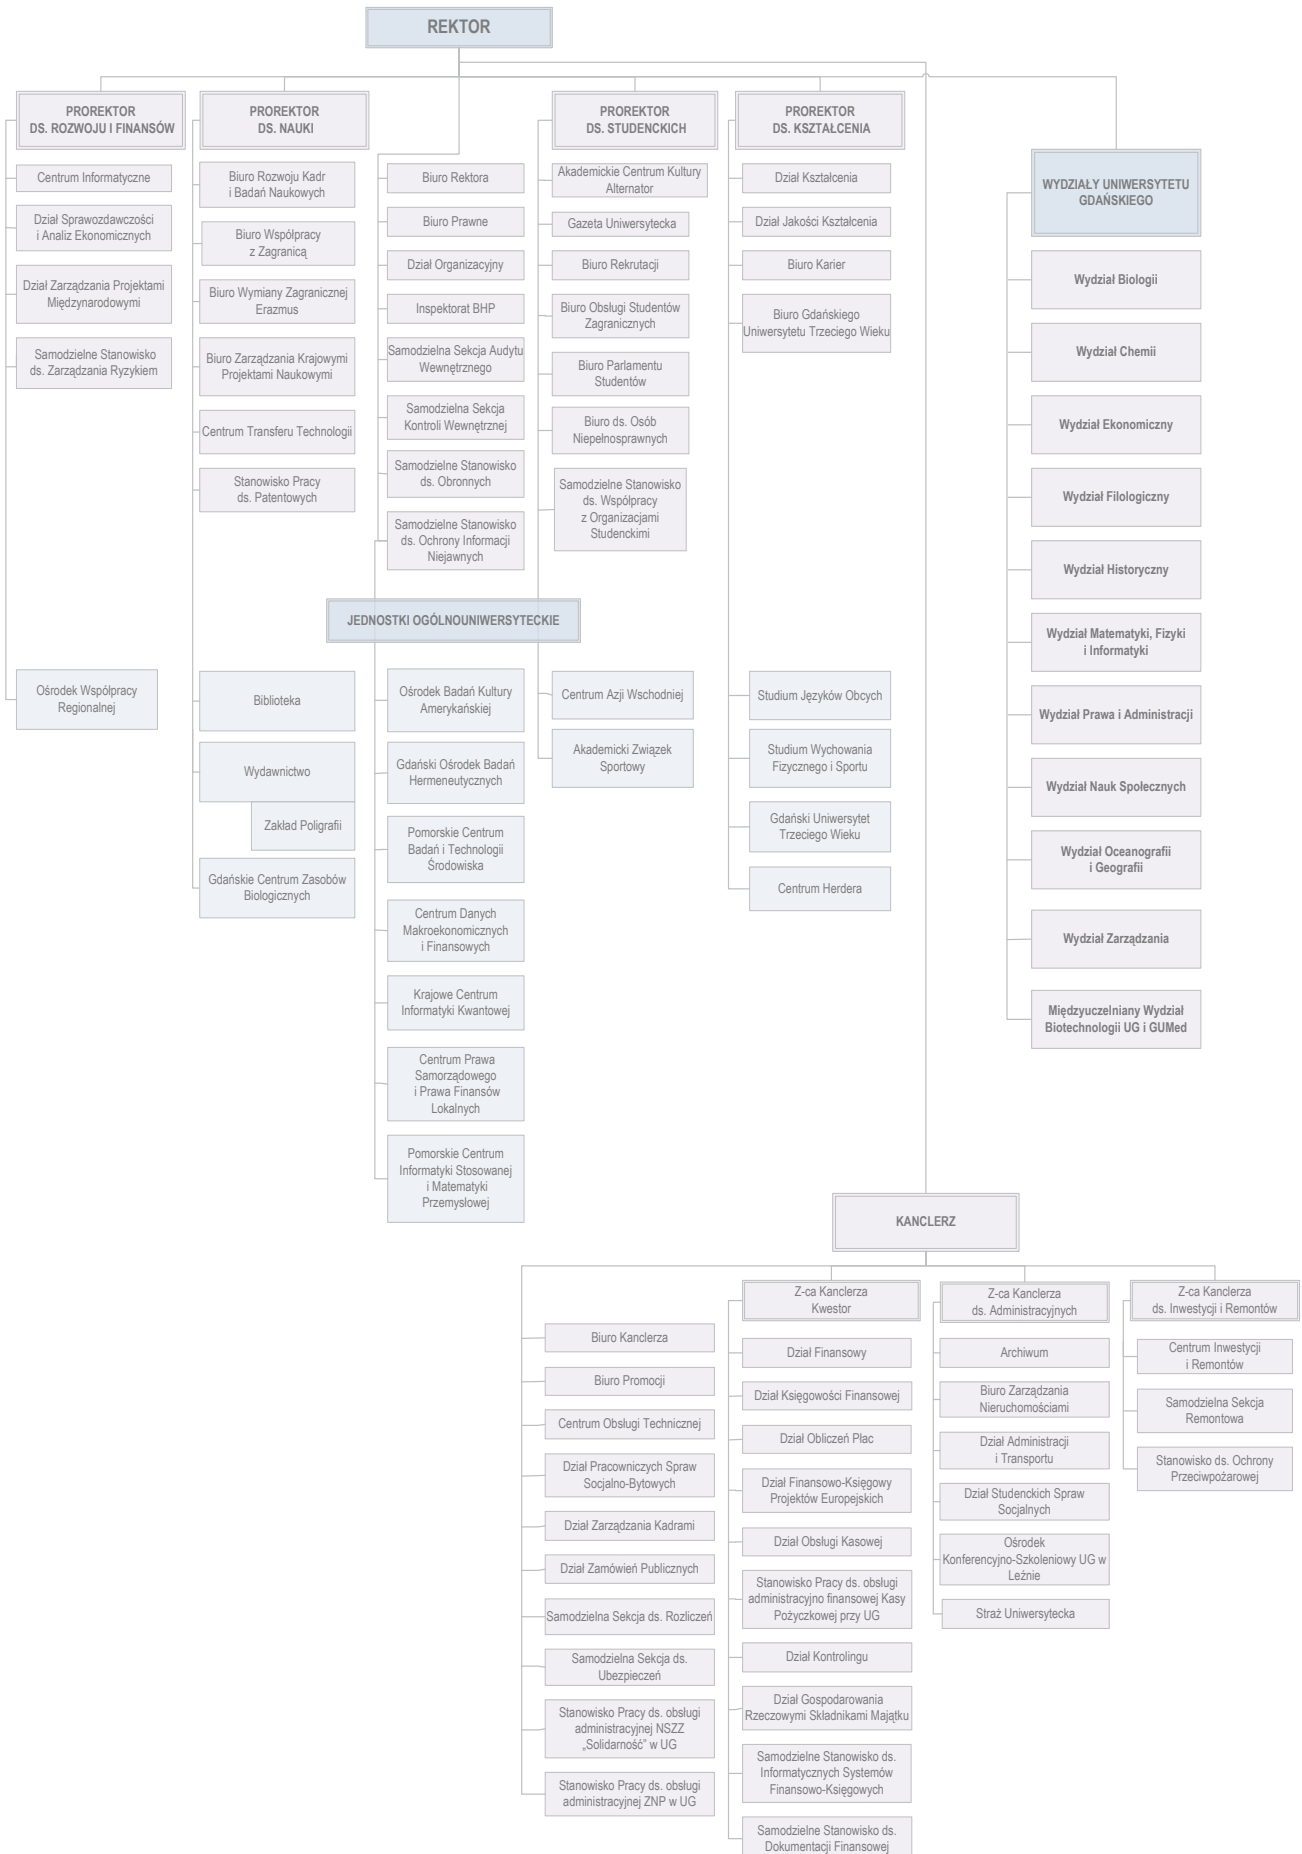 REKTOR
PROREKTOR
DS. ROZWOJU I FINANSÓW
Centrum Informatyczne
Dział Sprawozdawczości
i Analiz Ekonomicznych
Dział Zarządzania Projektami
Międzynarodowymi
Samodzielne Stanowisko
ds. Zarządzania Ryzykiem
PROREKTOR
DS. NAUKI
Biuro Rozwoju Kadr
i Badań Naukowych
Biuro Współpracy
z Zagranicą
Biuro Wymiany Zagranicznej
Erazmus
Biuro Zarządzania Krajowymi
Projektami Naukowymi
Centrum Transferu Technologii
Stanowisko Pracy
ds. Patentowych
Biuro Rektora
Biuro Prawne
Dział Organizacyjny
Inspektorat BHP
Samodzielna Sekcja Audytu
Wewnętrznego
Samodzielna Sekcja
Kontroli Wewnętrznej
Samodzielne Stanowisko
ds. Obronnych
Samodzielne Stanowisko
ds. Ochrony Informacji
Niejawnych
PROREKTOR
DS. STUDENCKICH
Akademickie Centrum Kultury
Alternator
Gazeta Uniwersytecka
Biuro Rekrutacji
Biuro Obsługi Studentów
Zagranicznych
Biuro Parlamentu
Studentów
Biuro ds. Osób
Niepełnosprawnych
Samodzielne Stanowisko
ds. Współpracy
z Organizacjami
Studenckimi
PROREKTOR
DS. KSZTAŁCENIA
Dział Kształcenia
Dział Jakości Kształcenia
Biuro Karier
Biuro Gdańskiego
Uniwersytetu Trzeciego Wieku
WYDZIAŁY UNIWERSYTETU
GDAŃSKIEGO
Wydział Biologii
Wydział Chemii
Wydział Ekonomiczny
Wydział Filologiczny
Wydział Historyczny
Wydział Matematyki, Fizyki
i Informatyki
Wydział Prawa i Administracji
Wydział Nauk Społecznych
Wydział Oceanografii
i Geografii
Wydział Zarządzania
Międzyuczelniany Wydział
Biotechnologii UG i GUMed
JEDNOSTKI OGÓLNOUNIWERSYTECKIE
Ośrodek Współpracy
Regionalnej
Biblioteka
Wydawnictwo
Zakład Poligrafii
Gdańskie Centrum Zasobów
Biologicznych
Ośrodek Badań Kultury
Amerykańskiej
Gdański Ośrodek Badań
Hermeneutycznych
Pomorskie Centrum
Badań i Technologii
Środowiska
Centrum Danych
Makroekonomicznych
i Finansowych
Krajowe Centrum
Informatyki Kwantowej
Centrum Prawa
Samorządowego
i Prawa Finansów
Lokalnych
Pomorskie Centrum
Informatyki Stosowanej
i Matematyki
Przemysłowej
Centrum Azji Wschodniej
Akademicki Związek
Sportowy
Studium Języków Obcych
Studium Wychowania
Fizycznego i Sportu
Gdański Uniwersytet
Trzeciego Wieku
Centrum Herdera
KANCLERZ
Biuro Kanclerza
Biuro Promocji
Centrum Obsługi Technicznej
Dział Pracowniczych Spraw
Socjalno-Bytowych
Dział Zarządzania Kadrami
Dział Zamówień Publicznych
Samodzielna Sekcja ds. Rozliczeń
Samodzielna Sekcja ds.
Ubezpieczeń
Stanowisko Pracy ds. obsługi
administracyjnej NSZZ
„Solidarność” w UG
Stanowisko Pracy ds. obsługi
administracyjnej ZNP w UG
Z-ca Kanclerza
Kwestor
Dział Finansowy
Dział Księgowości Finansowej
Dział Obliczeń Płac
Dział Finansowo-Księgowy
Projektów Europejskich
Dział Obsługi Kasowej
Stanowisko Pracy ds. obsługi
administracyjno finansowej Kasy
Pożyczkowej przy UG
Dział Kontrolingu
Dział Gospodarowania
Rzeczowymi Składnikami Majątku
Samodzielne Stanowisko ds.
Informatycznych Systemów
Finansowo-Księgowych
Samodzielne Stanowisko ds.
Dokumentacji Finansowej
Z-ca Kanclerza
ds. Administracyjnych
Archiwum
Biuro Zarządzania
Nieruchomościami
Dział Administracji
i Transportu
Dział Studenckich Spraw
Socjalnych
Ośrodek
Konferencyjno-Szkoleniowy UG w
Leźnie
Straż Uniwersytecka
Z-ca Kanclerza
ds. Inwestycji i Remontów
Centrum Inwestycji
i Remontów
Samodzielna Sekcja
Remontowa
Stanowisko ds. Ochrony
Przeciwpożarowej